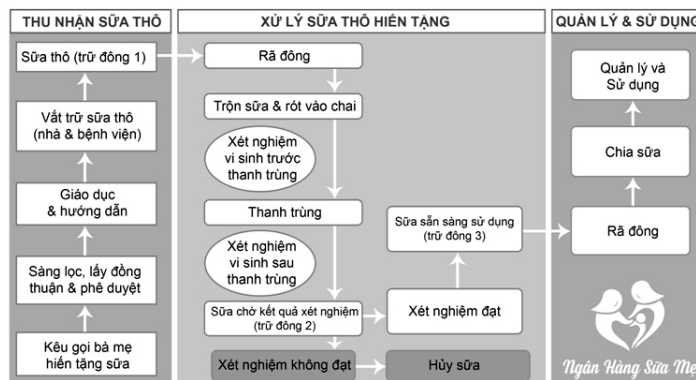 THU NHẬN SỮA THÔ
Sữa thô (trữ đông 1)
Vắt trữ sữa thô
(nhà & bệnh viện)
Giáo dục
& hướng dẫn
Sàng lọc, lấy đồng
thuận & phê duyệt
Kêu gọi bà mẹ
hiến tặng sữa
XỬ LÝ SỮA THÔ HIẾN TẶNG
Rã đông
Trộn sữa & rót vào chai
Xét nghiệm
vi sinh trước
thanh trùng
Thanh trùng
Xét nghiệm
vi sinh sau
thanh trùng
Sữa chờ kết quả xét nghiệm
(trữ đông 2)
Xét nghiệm không đạt
Hủy sữa
Xét nghiệm đạt
Sữa sẵn sàng sử dụng
(trữ đông 3)
QUẢN LÝ & SỬ DỤNG
Quản lý và
Sử dụng
Chia sữa
Rã đông
Ngân Hàng Sữa Mẹ